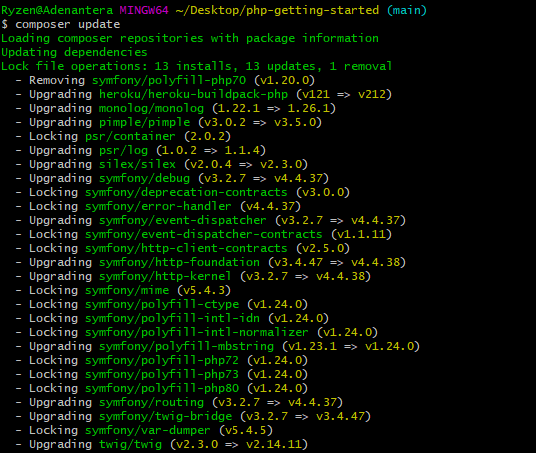 Ryzen@Adenantera MINGW64 ~/Desktop/php-getting-started (main)
$ composer update
Loading composer repositories with package information
Updating dependencies
Lock file operations: 13 installs, 13 updates, 1 removal
  - Removing symfony/polyfill-php70 (v1.20.0)
  - Upgrading heroku/heroku-buildpack-php (v121 => v212)
  - Upgrading monolog/monolog (1.22.1 => 1.26.1)
  - Upgrading pimple/pimple (v3.0.2 => v3.5.0)
  - Locking psr/container (2.0.2)
  - Upgrading psr/log (1.0.2 => 1.1.4)
  - Upgrading silex/silex (v2.0.4 => v2.3.0)
  - Upgrading symfony/debug (v3.2.7 => v4.4.37)
  - Locking symfony/deprecation-contracts (v3.0.0)
  - Locking symfony/error-handler (v4.4.37)
  - Upgrading symfony/event-dispatcher (v3.2.7 => v4.4.37)
  - Locking symfony/event-dispatcher-contracts (v1.1.11)
  - Locking symfony/http-client-contracts (v2.5.0)
  - Upgrading symfony/http-foundation (v3.4.47 => v4.4.38)
  - Upgrading symfony/http-kernel (v3.2.7 => v4.4.38)
  - Locking symfony/mime (v5.4.3)
  - Locking symfony/polyfill-ctype (v1.24.0)
  - Locking symfony/polyfill-intl-idn (v1.24.0)
  - Locking symfony/polyfill-intl-normalizer (v1.24.0)
  - Upgrading symfony/polyfill-mbstring (v1.23.1 => v1.24.0)
  - Locking symfony/polyfill-php72 (v1.24.0)
  - Locking symfony/polyfill-php73 (v1.24.0)
  - Locking symfony/polyfill-php80 (v1.24.0)
  - Upgrading symfony/routing (v3.2.7 => v4.4.37)
  - Upgrading symfony/twig-bridge (v3.2.7 => v3.4.47)
  - Locking symfony/var-dumper (v5.4.5)
  - Upgrading twig/twig (v2.3.0 => v2.14.11)